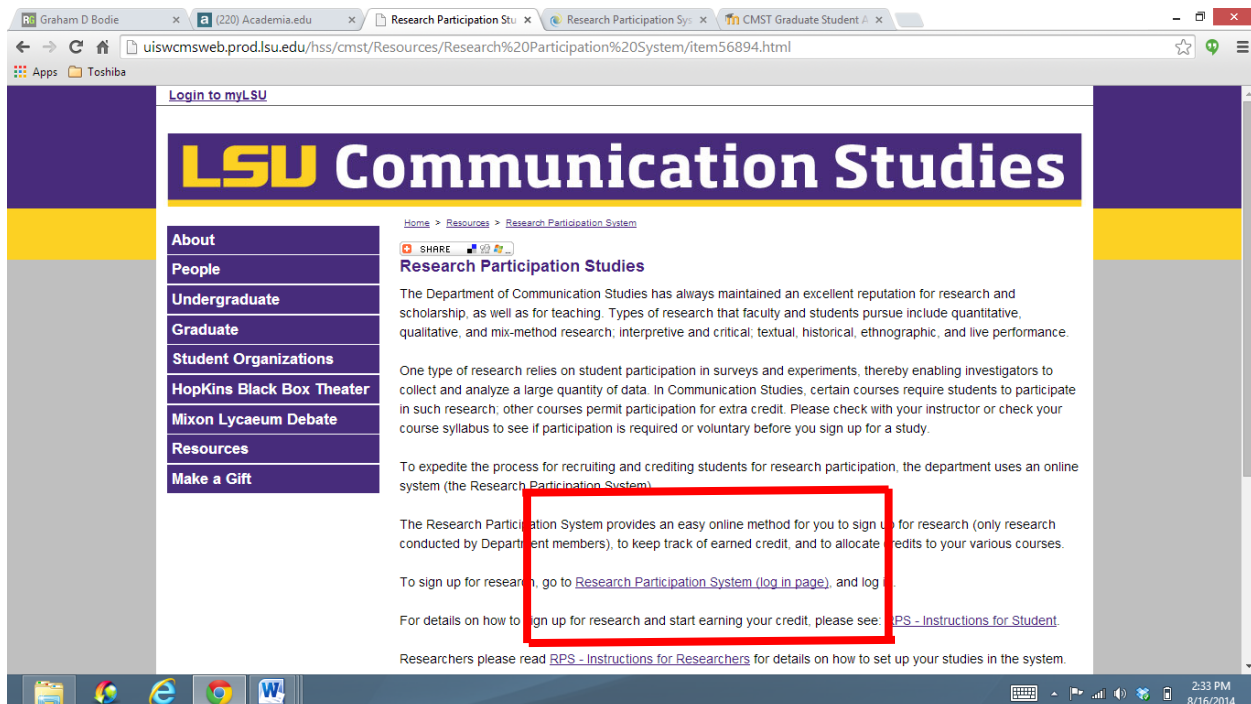 Graham D Bodie
(220) Academia.edu
Research Participation Stu
Research Participation Sys
CMST Graduate Student A
uiswcmsweb.prod.lsu.edu/hss/cmst/Resources/Research%20Participation%20System/item56894.html
Apps
Toshiba
Login to myLSU
LSU Communication Studies
Home > Resources > Research Participation System
SHARE
About
People
Undergraduate
Graduate
Student Organizations
HopKins Black Box Theater
Mixon Lycaeum Debate
Resources
Make a Gift
Research Participation Studies
The Department of Communication Studies has always maintained an excellent reputation for research and
scholarship, as well as for teaching. Types of research that faculty and students pursue include quantitative,
qualitative, and mix-method research; interpretive and critical; textual, historical, ethnographic, and live performance.
One type of research relies on student participation in surveys and experiments, thereby enabling investigators to
collect and analyze a large quantity of data. In Communication Studies, certain courses require students to participate
in such research; other courses permit participation for extra credit. Please check with your instructor or check your
course syllabus to see if participation is required or voluntary before you sign up for a study.
To expedite the process for recruiting and crediting students for research participation, the department uses an online
system (the Research Participation System).
The Research Participation System provides an easy online method for you to sign up for research (only research
conducted by Department members), to keep track of earned credit, and to allocate credits to your various courses.
To sign up for research, go to Research Participation System (log in page), and log in.
For details on how to sign up for research and start earning your credit, please see: RPS - Instructions for Student.
Researchers please read RPS - Instructions for Researchers for details on how to set up your studies in the system.
2:33 PM
8/16/2014